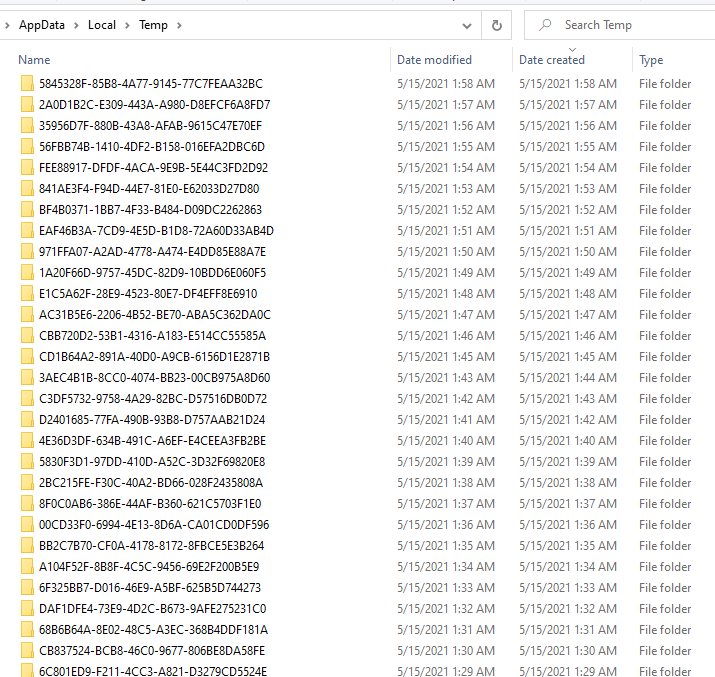 AppData > Local > Temp >
Search Temp
Name Date modified Date created Type
5845328F-85B8-4A77-9145-77C7FEAA32BC 5/15/2021 1:58 AM 5/15/2021 1:58 AM File folder
2A0D1B2C-E309-443A-A980-D8EFCF6A8FD7 5/15/2021 1:57 AM 5/15/2021 1:57 AM File folder
35956D7F-880B-43A8-AFAB-9615C47E70EF 5/15/2021 1:56 AM 5/15/2021 1:56 AM File folder
56FBB74B-1410-4DF2-B158-016EFA2DBC6D 5/15/2021 1:55 AM 5/15/2021 1:55 AM File folder
FEE88917-DFDF-4ACA-9E9B-5E44C3FD2D92 5/15/2021 1:54 AM 5/15/2021 1:54 AM File folder
841AE3F4-F94D-44E7-81E0-E62033D27D80 5/15/2021 1:53 AM 5/15/2021 1:53 AM File folder
BF4B0371-1BB7-4F33-B484-D09DC2262863 5/15/2021 1:52 AM 5/15/2021 1:52 AM File folder
EAF46B3A-7CD9-4E5D-B1D8-72A60D33AB4D 5/15/2021 1:51 AM 5/15/2021 1:51 AM File folder
971FFA07-A2AD-4778-A474-E4DD85E88A7E 5/15/2021 1:50 AM 5/15/2021 1:50 AM File folder
1A20F66D-9757-45DC-82D9-10BDD6E060F5 5/15/2021 1:49 AM 5/15/2021 1:49 AM File folder
E1C5A62F-28E9-4523-80E7-DF4EFF8E6910 5/15/2021 1:48 AM 5/15/2021 1:48 AM File folder
AC31B5E6-2206-4B52-BE70-ABA5C362DA0C 5/15/2021 1:47 AM 5/15/2021 1:47 AM File folder
CBB720D2-53B1-4316-A183-E514CC55585A 5/15/2021 1:46 AM 5/15/2021 1:46 AM File folder
CD1B64A2-891A-40D0-A9CB-6156D1E2871B 5/15/2021 1:45 AM 5/15/2021 1:45 AM File folder
3AEC4B1B-8CC0-4074-BB23-00CB975A8D60 5/15/2021 1:43 AM 5/15/2021 1:44 AM File folder
C3DF5732-9758-4A29-82BC-D57516DB0D72 5/15/2021 1:42 AM 5/15/2021 1:43 AM File folder
D2401685-77FA-490B-93B8-D757AAB21D24 5/15/2021 1:41 AM 5/15/2021 1:42 AM File folder
4E36D3DF-634B-491C-A6EF-E4CEEA3FB2BE 5/15/2021 1:40 AM 5/15/2021 1:40 AM File folder
5830F3D1-97DD-410D-A52C-3D32F69820E8 5/15/2021 1:39 AM 5/15/2021 1:39 AM File folder
2BC215FE-F30C-40A2-BD66-028F2435808A 5/15/2021 1:38 AM 5/15/2021 1:38 AM File folder
8F0C0AB6-386E-44AF-B360-621C5703F1E0 5/15/2021 1:37 AM 5/15/2021 1:37 AM File folder
00CD33F0-6994-4E13-8D6A-CA01CD0DF596 5/15/2021 1:36 AM 5/15/2021 1:36 AM File folder
BB2C7B70-CF0A-4178-8172-8FBCE5E3B264 5/15/2021 1:35 AM 5/15/2021 1:35 AM File folder
A104F52F-8B8F-4C5C-9456-69E2F200B5E9 5/15/2021 1:34 AM 5/15/2021 1:34 AM File folder
6F325BB7-D016-46E9-A5BF-625B5D744273 5/15/2021 1:33 AM 5/15/2021 1:33 AM File folder
DAF1DFE4-73E9-4D2C-B673-9AFE275231C0 5/15/2021 1:32 AM 5/15/2021 1:32 AM File folder
68B6B64A-8E02-48C5-A3EC-368B4DDF181A 5/15/2021 1:31 AM 5/15/2021 1:31 AM File folder
CB837524-BCB8-46C0-9677-806BE8DA58FE 5/15/2021 1:30 AM 5/15/2021 1:30 AM File folder
6C801ED9-F211-4CC3-A821-D3279CD5524E 5/15/2021 1:29 AM 5/15/2021 1:29 AM File folder